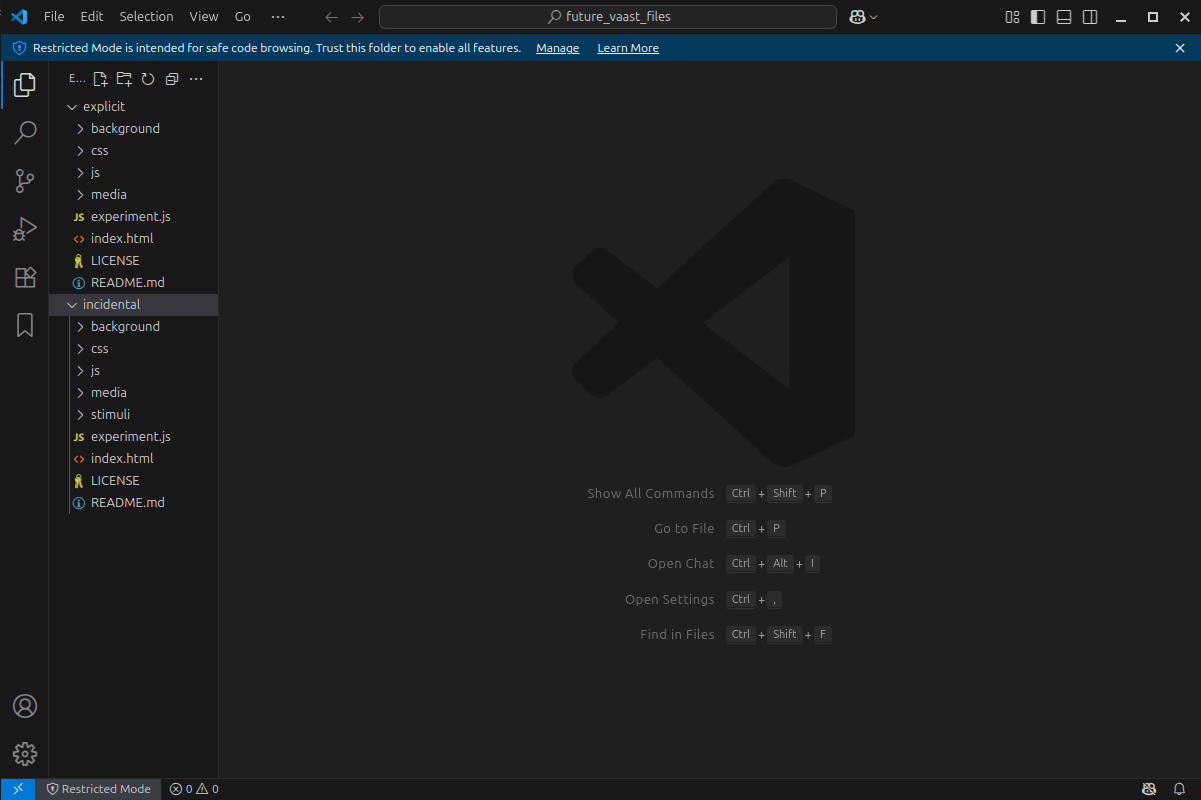 File Edit Selection View Go ··· future_vaast_files
Restricted Mode is intended for safe code browsing. Trust this folder to enable all features. Manage Learn More
E...
explicit
background
css
js
media
JS experiment.js
<> index.html
LICENSE
README.md
incidental
background
css
js
media
stimuli
JS experiment.js
<> index.html
LICENSE
README.md
Show All Commands Ctrl + Shift + P
Go to File Ctrl + P
Open Chat Ctrl + Alt + I
Open Settings Ctrl + ,
Find in Files Ctrl + Shift + F
Restricted Mode 0 0